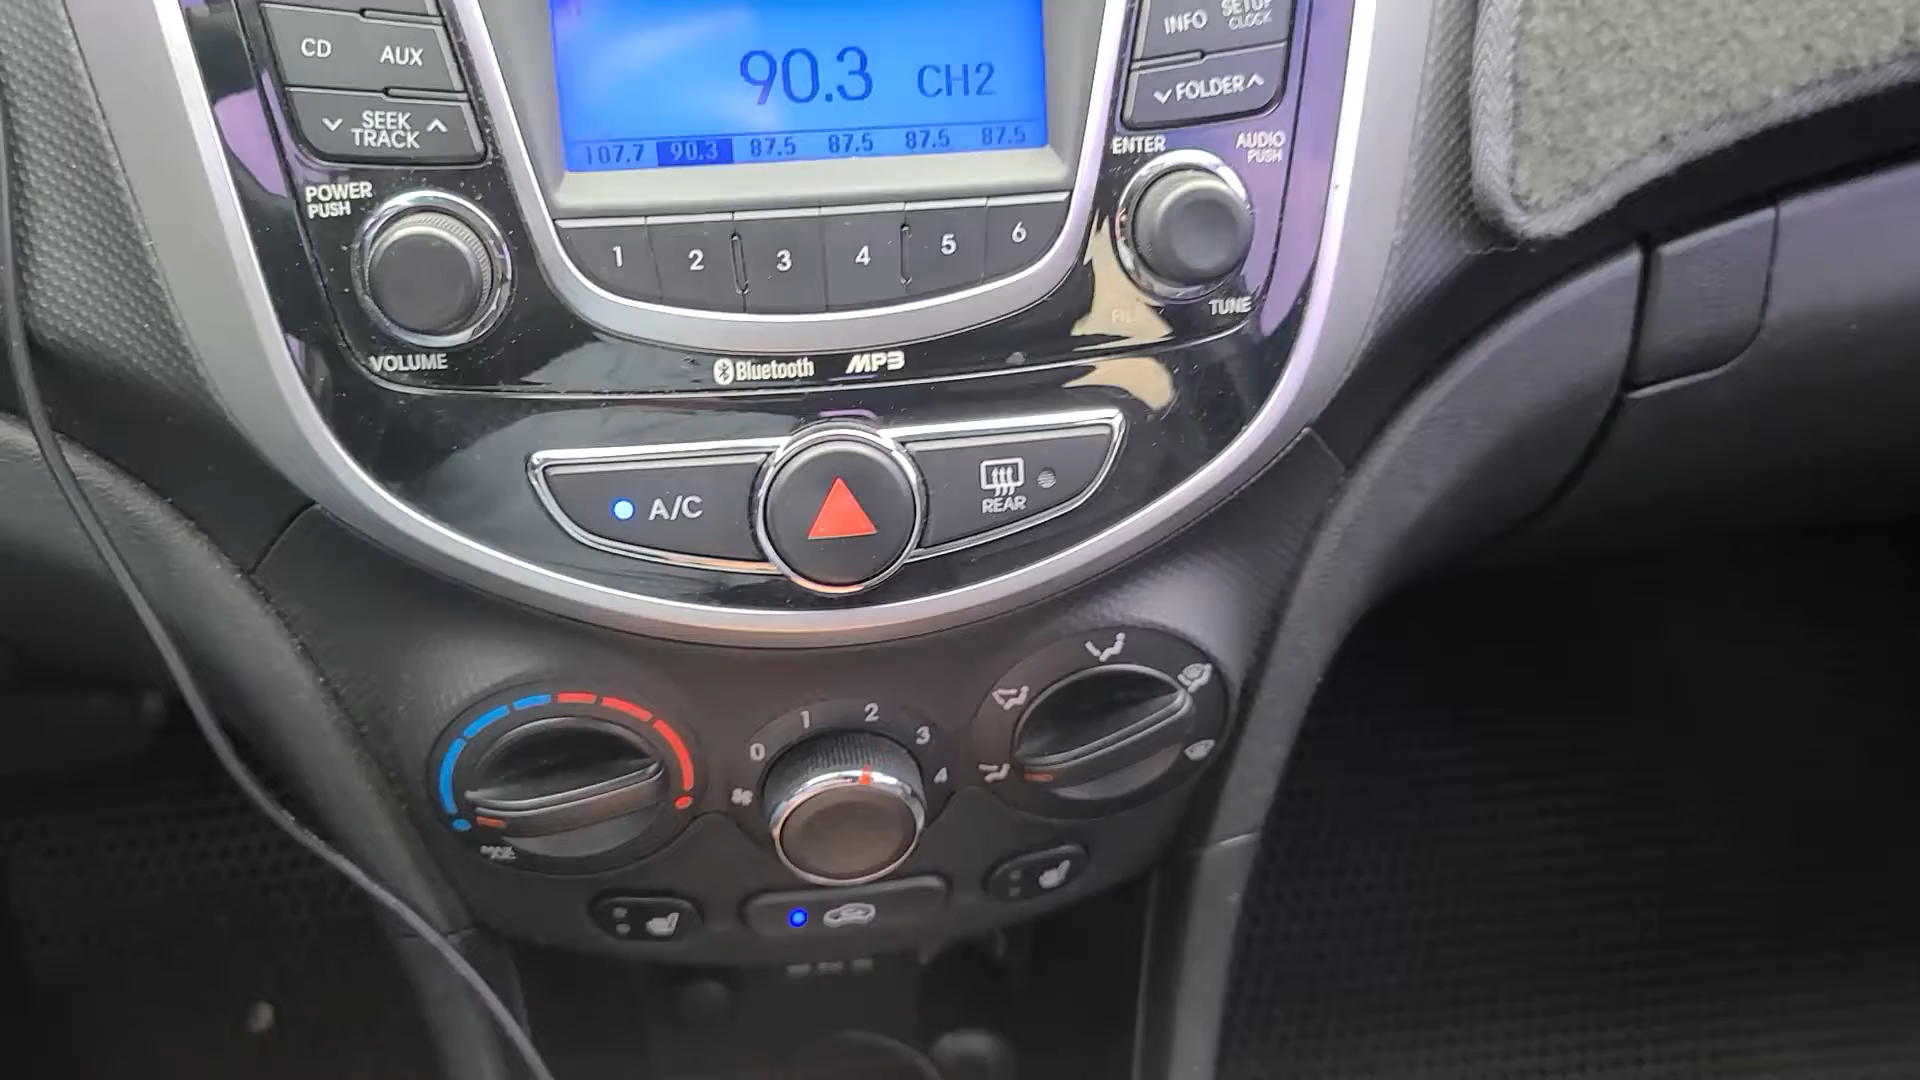 CD
AUX
SEEK
TRACK
INFO
SETUP
CLOCK
FOLDER
90.3 CH2
107.7 90.3 87.5 87.5 87.5 87.5
POWER
PUSH
VOLUME
1 2 3 4 5 6
ENTER
AUDIO
PUSH
TUNE
Bluetooth MP3
A/C
REAR
0 1 2 3 4
MAX